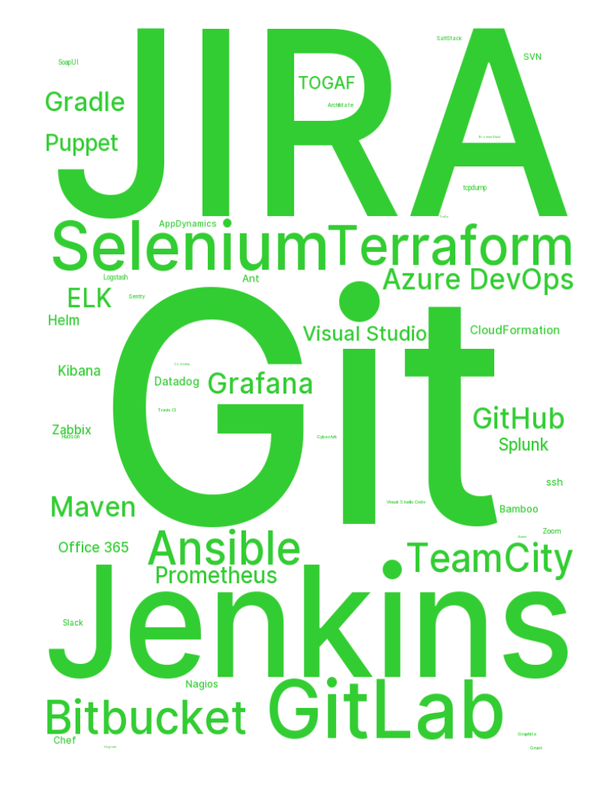 JIRA
SaltStack
SVN
SoapUI
TOGAF
ArchiMate
Gradle
Puppet
tcpdump
AppDynamics
Selenium
Terraform
Logstash
Ant
Azure DevOps
ELK
Sentry
Helm
Git
Visual Studio
CloudFormation
Kibana
Datadog
Grafana
Travis CI
GitHub
Zabbix
Hudson
CyberArk
Splunk
ssh
Maven
Visual Studio Code
Bamboo
Zoom
Office 365
Ansible
TeamCity
Prometheus
Jenkins
Slack
Nagios
Bitbucket
GitLab
Chef
Graphite